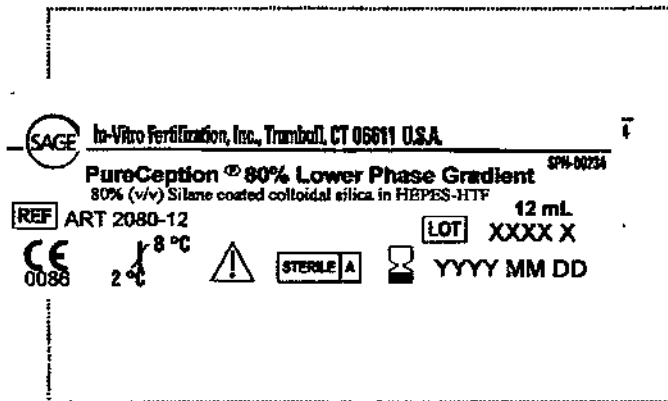 SAGE In-Vitro Fertilization, Inc., Trumbull, CT 06611 U.S.A.
SPN-00234
PureCeption ® 80% Lower Phase Gradient
80% (v/v) Silane coated colloidal silica in HEPES-HTF
12 mL
REF ART 2080-12
LOT XXXX X
8 °C
CE
0086
2 °C
STERILE A
YYYY MM DD